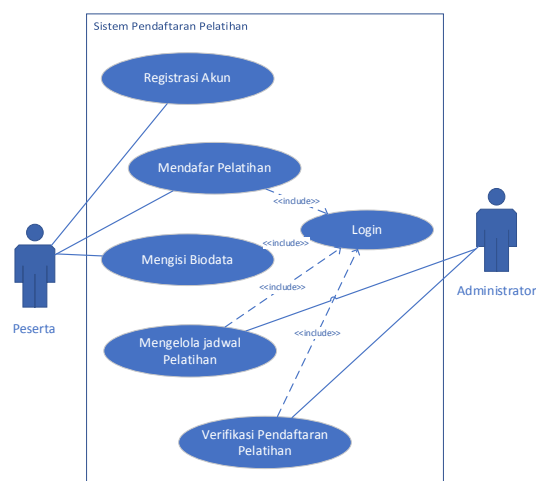 Sistem Pendaftaran Pelatihan
Registrasi Akun
Mendafar Pelatihan
<<include>>
Login
<<include>>
Mengisi Biodata
<<include>>
Administrator
Peserta
<<include>>
Mengelola jadwal
Pelatihan
Verifikasi Pendaftaran
Pelatihan